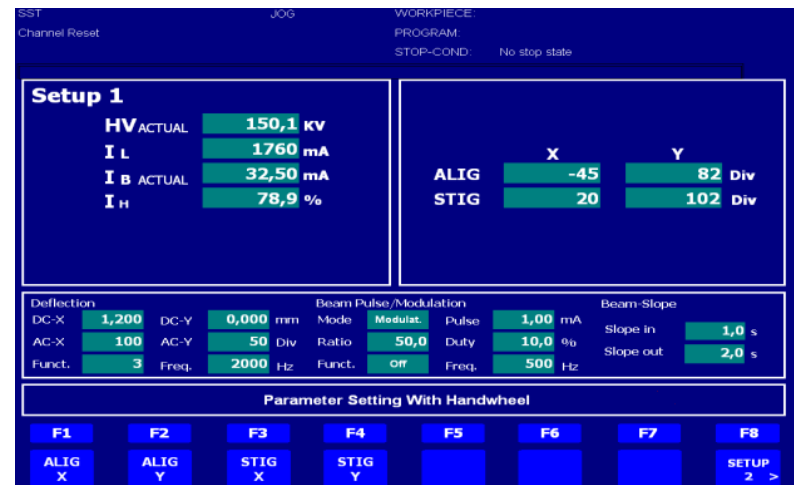 SST JOG WORKPIECE:
Channel Reset PROGRAM:
STOP-COND: No stop state
Setup 1
HV ACTUAL 150,1 KV
I L 1760 mA
I B ACTUAL 32,50 mA
I H 78,9 %
X Y
ALIG -45 82 Div
STIG 20 102 Div
Deflection Beam Pulse/Modulation Beam-Slope
DC-X 1,200 DC-Y 0,000 mm Mode Modulat. Pulse 1,00 mA
Slope in 1,0 s
AC-X 100 AC-Y 50 Div Ratio 50,0 Duty 10,0 %
Slope out 2,0 s
Funct. 3 Freq. 2000 Hz Funct. Off Freq. 500 Hz
Parameter Setting With Handwheel
F1 F2 F3 F4 F5 F6 F7 F8
ALIG ALIG STIG STIG SETUP
X Y X Y 2 >